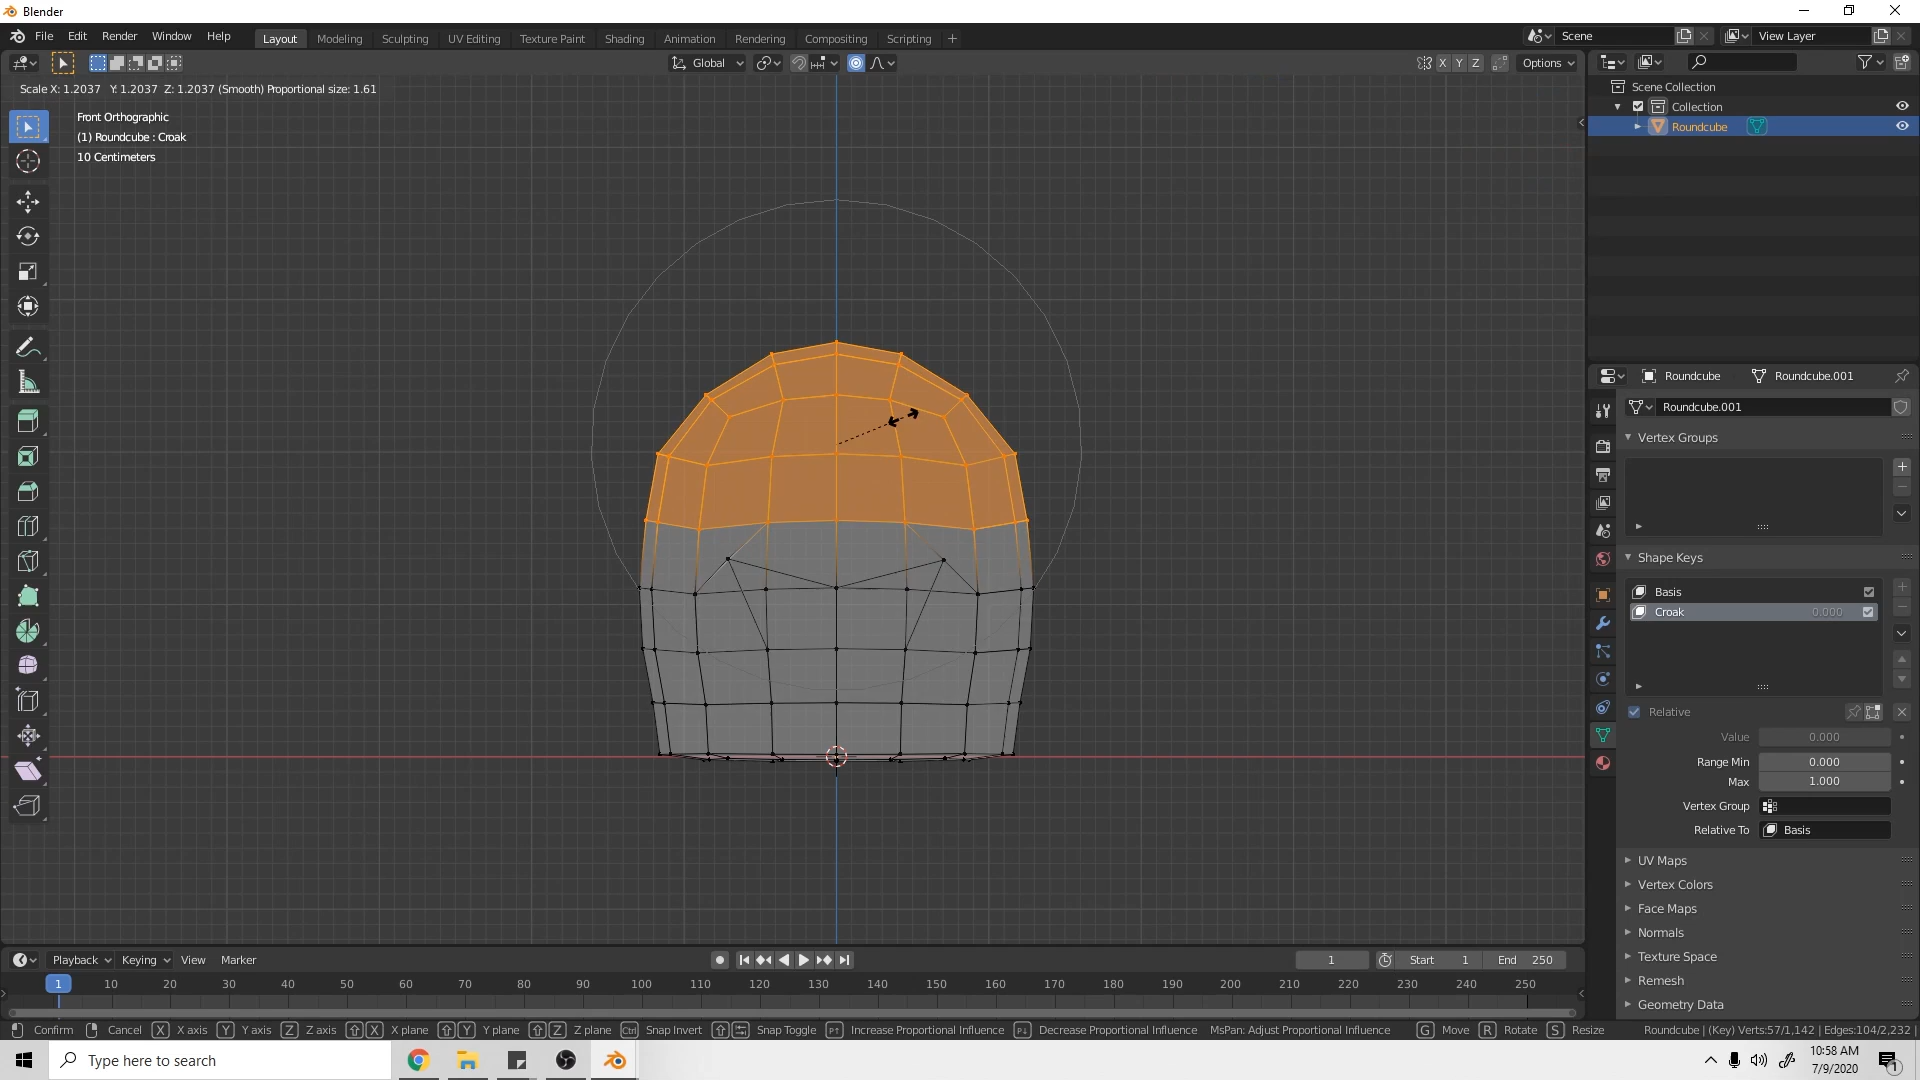 Blender
File Edit Render Window Help Layout Modeling Sculpting UV Editing Texture Paint Shading Animation Rendering Compositing Scripting + Scene View Layer
Global X Y Z Options
Scale X: 1.2037 Y: 1.2037 Z: 1.2037 (Smooth) Proportional size: 1.61
Front Orthographic
(1) Roundcube : Croak
10 Centimeters
Scene Collection
Collection
Roundcube
Roundcube Roundcube.001
Roundcube.001
Vertex Groups
Shape Keys
Basis
Croak 0.000
Relative
Value 0.000
Range Min 0.000
Max 1.000
Vertex Group
Relative To Basis
UV Maps
Vertex Colors
Face Maps
Normals
Texture Space
Remesh
Geometry Data
Playback Keying View Marker 1 Start 1 End 250
1 10 20 30 40 50 60 70 80 90 100 110 120 130 140 150 160 170 180 190 200 210 220 230 240 250
Confirm Cancel X X axis Y Y axis Z Z axis X X plane Y Y plane Z Z plane Ctrl Snap Invert Snap Toggle P↑ Increase Proportional Influence P↓ Decrease Proportional Influence MsPan: Adjust Proportional Influence G Move R Rotate S Resize Roundcube | (Key) Verts:57/1,142 | Edges:104/2,232 |
Type here to search
10:58 AM
7/9/2020
1